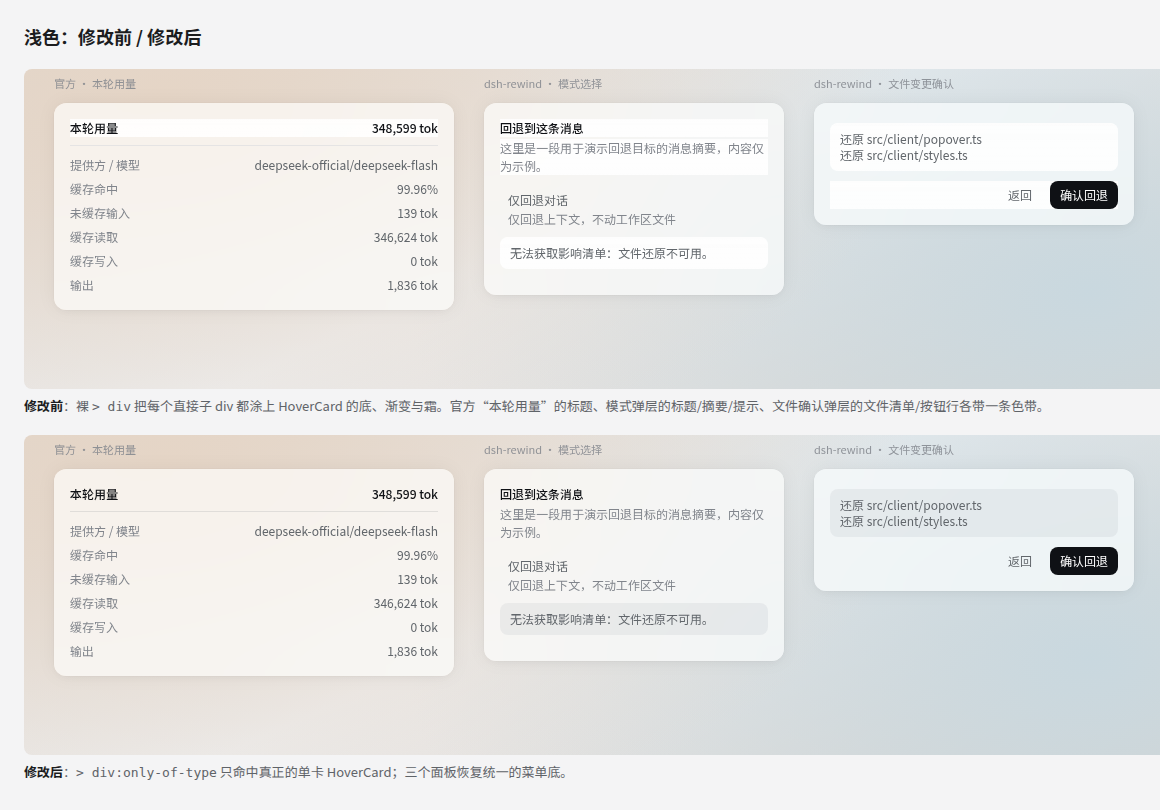 浅色：修改前 / 修改后
官方 · 本轮用量
本轮用量 348,599 tok
提供方 / 模型 deepseek-official/deepseek-flash
缓存命中 99.96%
未缓存输入 139 tok
缓存读取 346,624 tok
缓存写入 0 tok
输出 1,836 tok
dsh-rewind · 模式选择
回退到这条消息
这里是一段用于演示回退目标的消息摘要，内容仅
为示例。
仅回退对话
仅回退上下文，不动工作区文件
无法获取影响清单：文件还原不可用。
dsh-rewind · 文件变更确认
还原 src/client/popover.ts
还原 src/client/styles.ts
返回 确认回退
修改前：裸 > div 把每个直接子 div 都涂上 HoverCard 的底、渐变与霜。官方“本轮用量”的标题、模式弹层的标题/摘要/提示、文件确认弹层的文件清单/按钮行各带一条色带。
官方 · 本轮用量
本轮用量 348,599 tok
提供方 / 模型 deepseek-official/deepseek-flash
缓存命中 99.96%
未缓存输入 139 tok
缓存读取 346,624 tok
缓存写入 0 tok
输出 1,836 tok
dsh-rewind · 模式选择
回退到这条消息
这里是一段用于演示回退目标的消息摘要，内容仅
为示例。
仅回退对话
仅回退上下文，不动工作区文件
无法获取影响清单：文件还原不可用。
dsh-rewind · 文件变更确认
还原 src/client/popover.ts
还原 src/client/styles.ts
返回 确认回退
修改后：> div:only-of-type 只命中真正的单卡 HoverCard；三个面板恢复统一的菜单底。